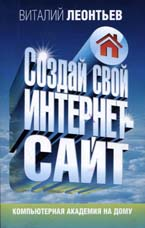 ВИТАЛИЙ ЛЕОНТЬЕВ
СОЗДАЙ СВОЙ
ИНТЕРНЕТ-
САЙТ
КОМПЬЮТЕРНАЯ АКАДЕМИЯ НА ДОМУ